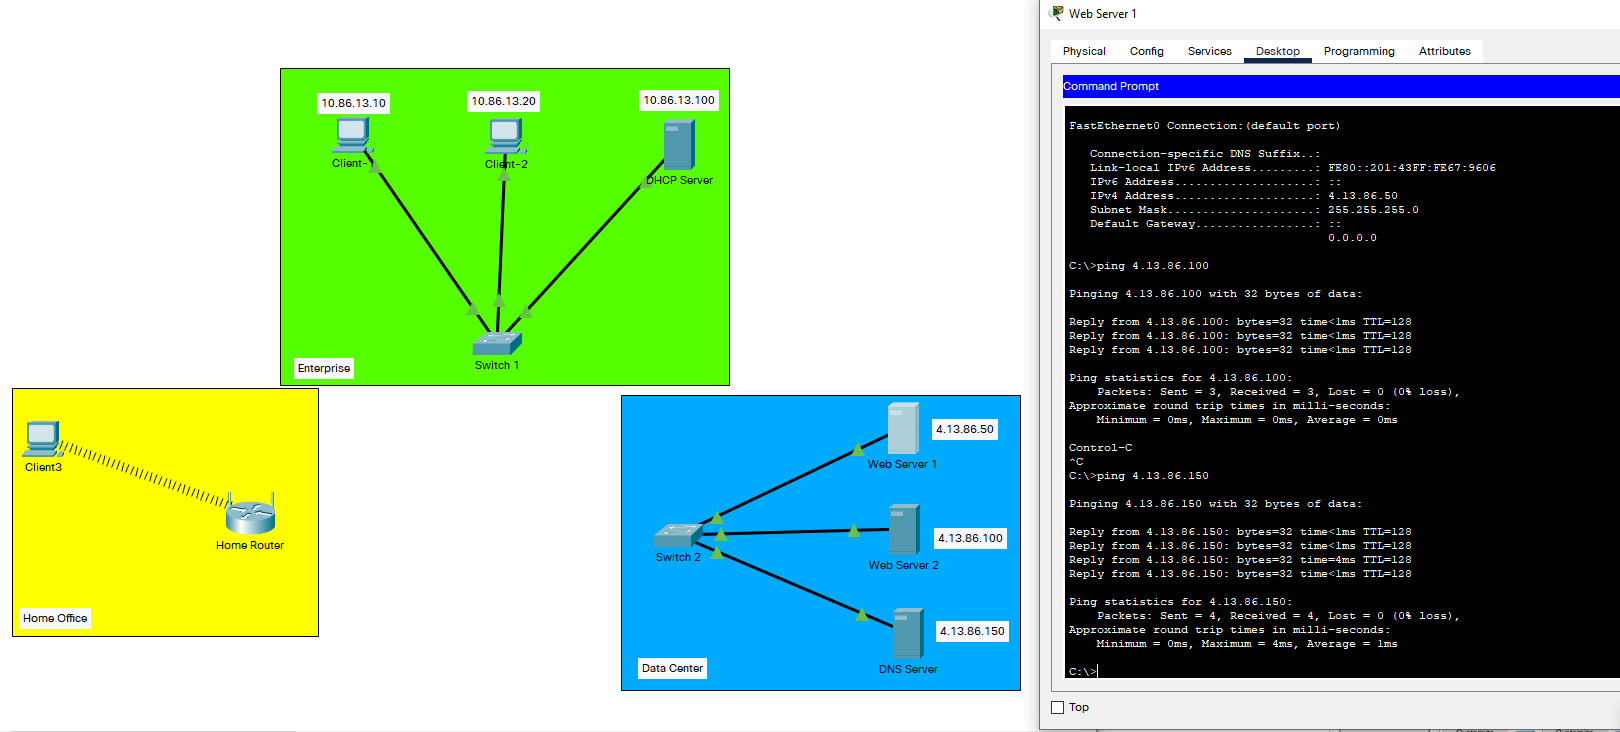 10.86.13.10
10.86.13.20
10.86.13.100
Client-1
Client-2
DHCP Server
Switch 1
Enterprise
Client3
Home Router
Home Office
4.13.86.50
Web Server 1
Switch 2
4.13.86.100
Web Server 2
4.13.86.150
DNS Server
Data Center
Web Server 1
Physical Config Services Desktop Programming Attributes
Command Prompt
FastEthernet0 Connection:(default port)
Connection-specific DNS Suffix..:
Link-local IPv6 Address.........: FE80::201:43FF:FE67:9606
IPv6 Address....................: ::
IPv4 Address....................: 4.13.86.50
Subnet Mask.....................: 255.255.255.0
Default Gateway.................: ::
0.0.0.0
C:\>ping 4.13.86.100
Pinging 4.13.86.100 with 32 bytes of data:
Reply from 4.13.86.100: bytes=32 time<1ms TTL=128
Reply from 4.13.86.100: bytes=32 time<1ms TTL=128
Reply from 4.13.86.100: bytes=32 time<1ms TTL=128
Ping statistics for 4.13.86.100:
Packets: Sent = 3, Received = 3, Lost = 0 (0% loss),
Approximate round trip times in milli-seconds:
Minimum = 0ms, Maximum = 0ms, Average = 0ms
Control-C
^C
C:\>ping 4.13.86.150
Pinging 4.13.86.150 with 32 bytes of data:
Reply from 4.13.86.150: bytes=32 time<1ms TTL=128
Reply from 4.13.86.150: bytes=32 time<1ms TTL=128
Reply from 4.13.86.150: bytes=32 time=4ms TTL=128
Reply from 4.13.86.150: bytes=32 time<1ms TTL=128
Ping statistics for 4.13.86.150:
Packets: Sent = 4, Received = 4, Lost = 0 (0% loss),
Approximate round trip times in milli-seconds:
Minimum = 0ms, Maximum = 4ms, Average = 1ms
C:\>
Top